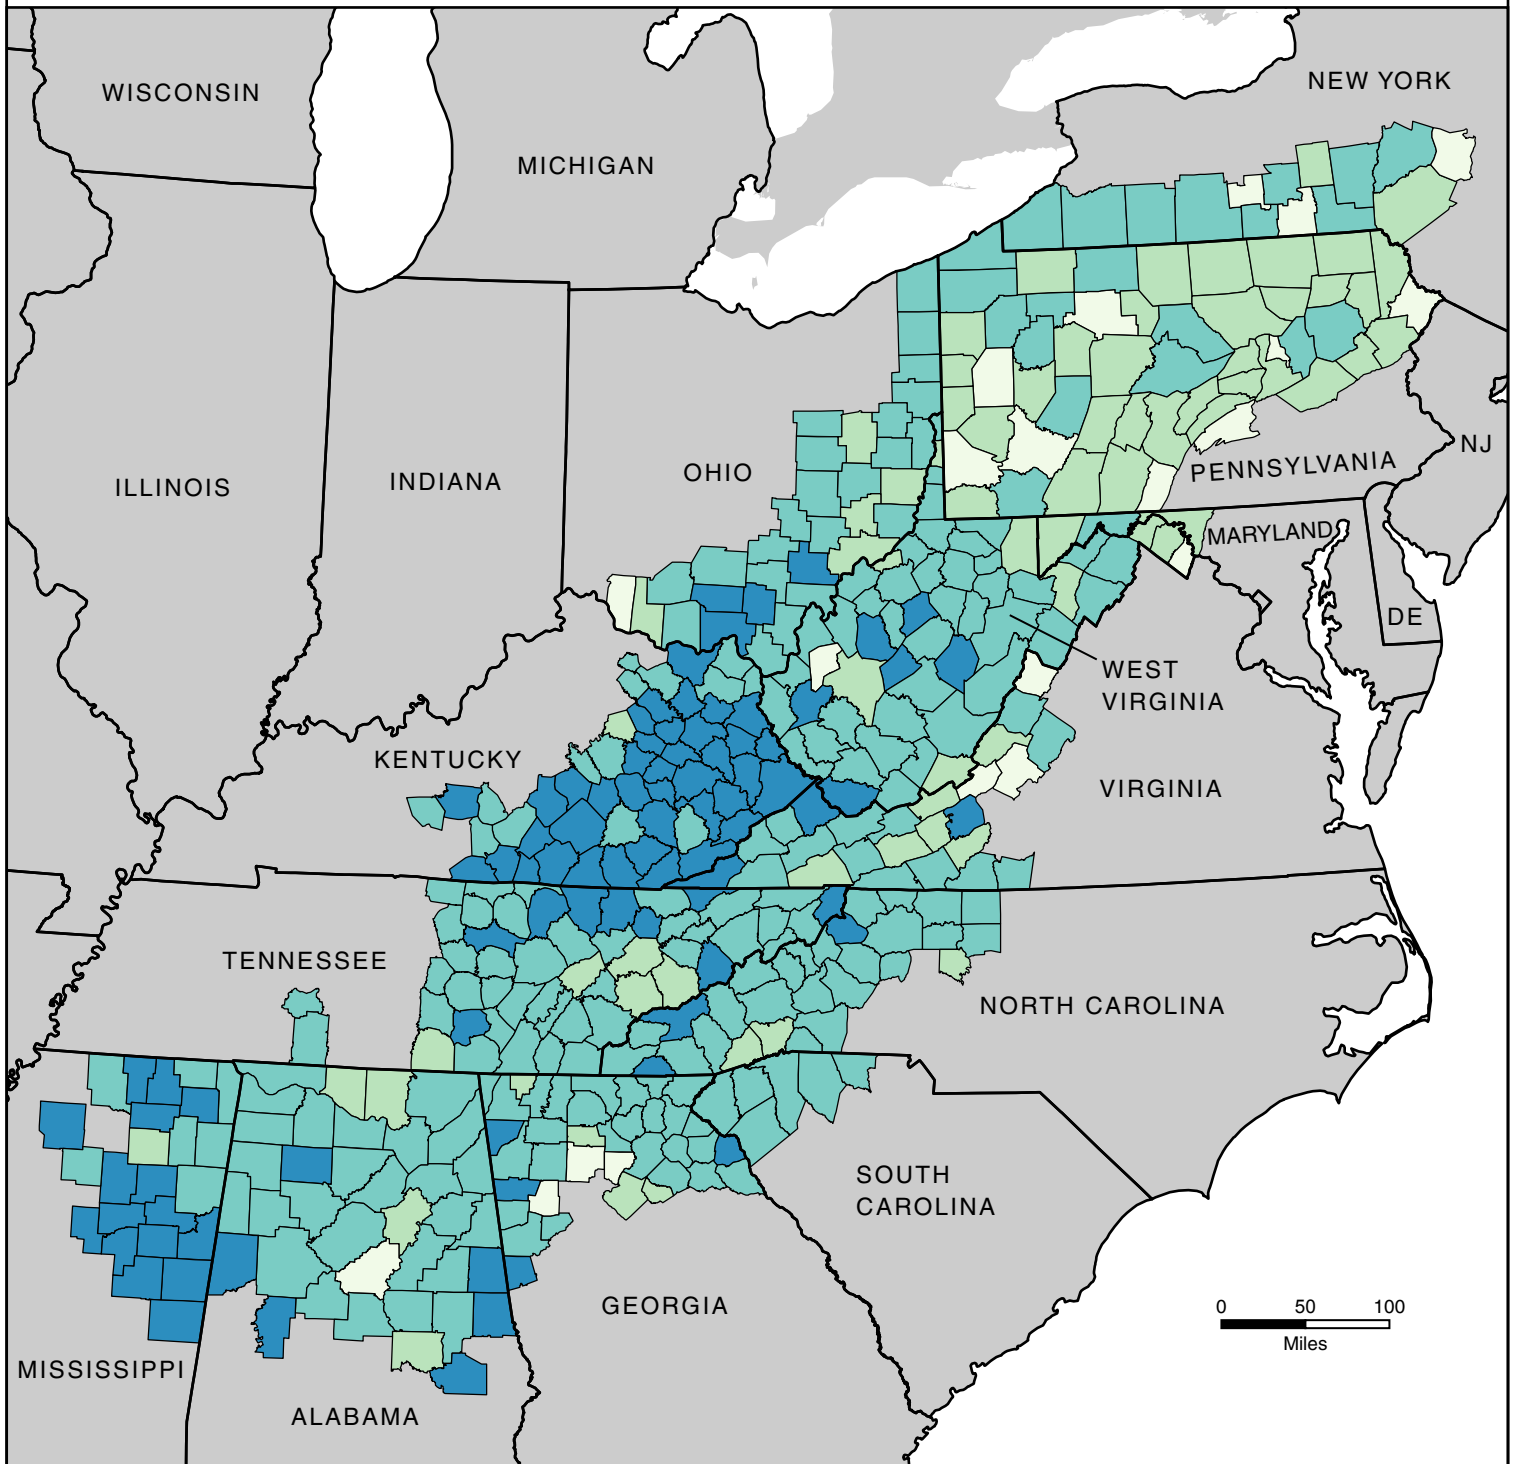 NEW YORK
WISCONSIN
MICHIGAN
NJ
PENNSYLVANIA
OHIO
INDIANA
ILLINOIS
MARYLAND
DE
WEST
VIRGINIA
KENTUCKY
VIRGINIA
TENNESSEE
NORTH CAROLINA
SOUTH
CAROLINA
GEORGIA
0 50 100
Miles
MISSISSIPPI
ALABAMA